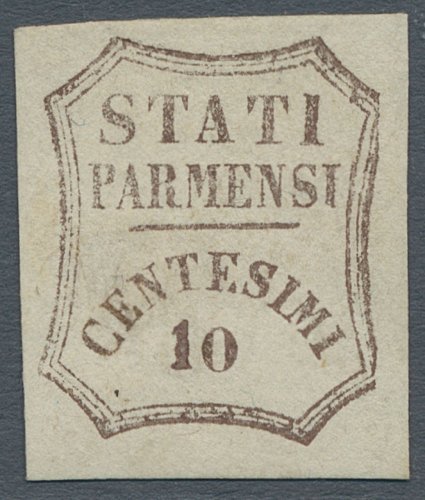 STATI
PARMENSI
CENTESIMI
10